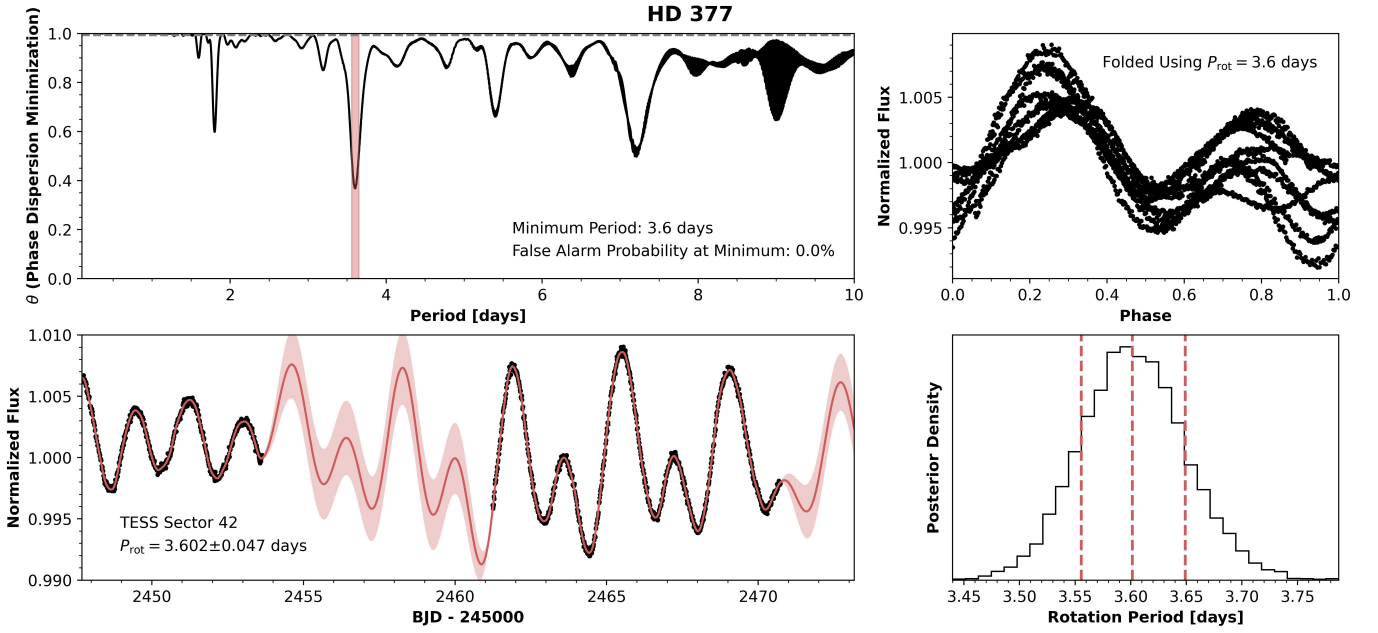 HD 377
θ (Phase Dispersion Minimization)
1.0
0.8
0.6
0.4
0.2
0.0
Minimum Period: 3.6 days
False Alarm Probability at Minimum: 0.0%
2 4 6 8 10
Period [days]
Normalized Flux
1.005
1.000
0.995
Folded Using Prot = 3.6 days
0.0 0.2 0.4 0.6 0.8 1.0
Phase
Normalized Flux
1.010
1.005
1.000
0.995
0.990
TESS Sector 42
Prot = 3.602±0.047 days
2450 2455 2460 2465 2470
BJD - 245000
Posterior Density
3.45 3.50 3.55 3.60 3.65 3.70 3.75
Rotation Period [days]